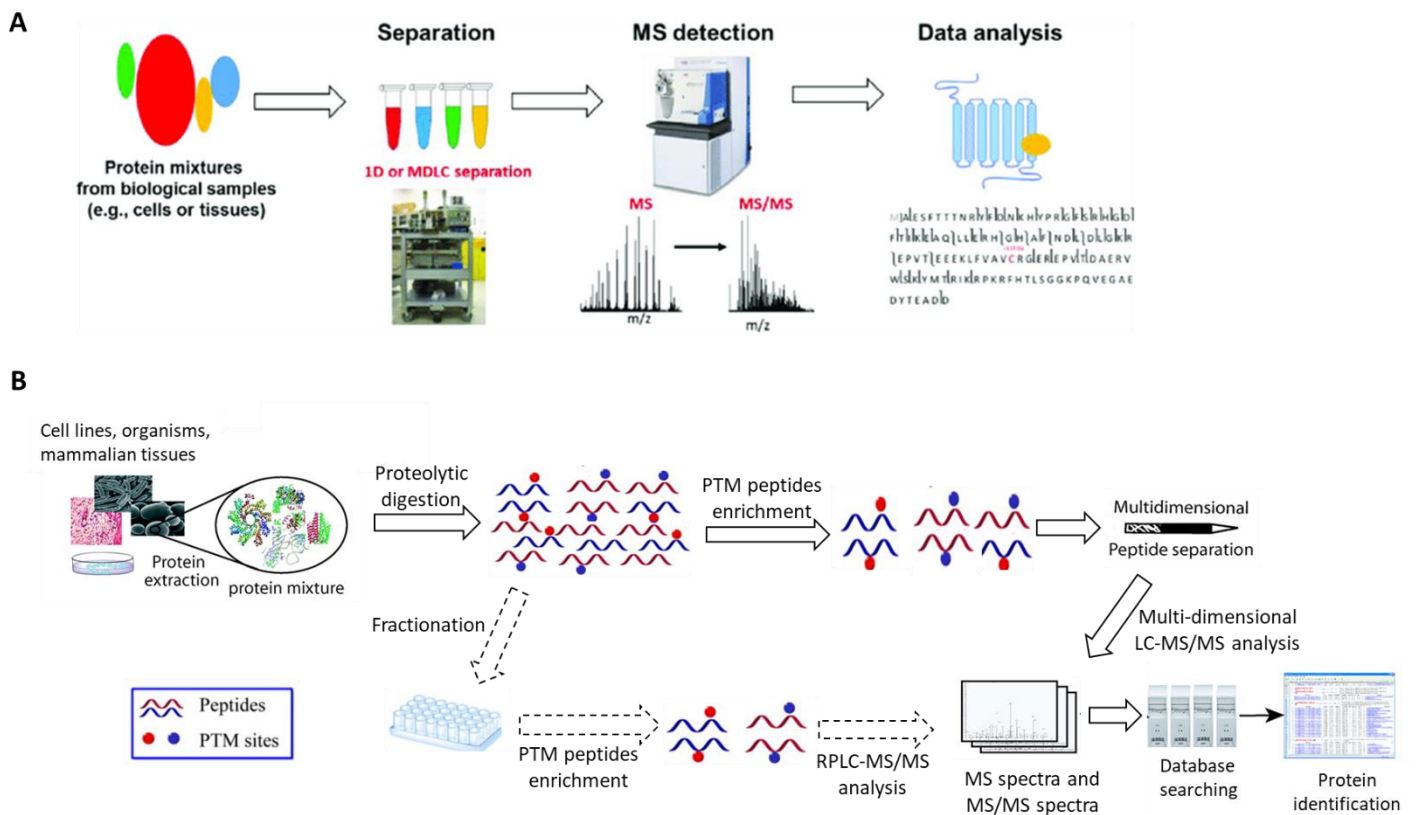 A
Separation
MS detection
Data analysis
Protein mixtures
from biological samples
(e.g., cells or tissues)
1D or MDLC separation
MS
MS/MS
m/z
m/z
EPVTEEEKLFVAVCRGERLEPVTDAERV
DYTEADD
B
Cell lines, organisms,
mammalian tissues
Protein
extraction
protein mixture
Proteolytic
digestion
PTM peptides
enrichment
Multidimensional
Peptide separation
Fractionation
Multi-dimensional
LC-MS/MS analysis
Peptides
PTM sites
PTM peptides
enrichment
RPLC-MS/MS
analysis
MS spectra and
MS/MS spectra
Database
searching
Protein
identification